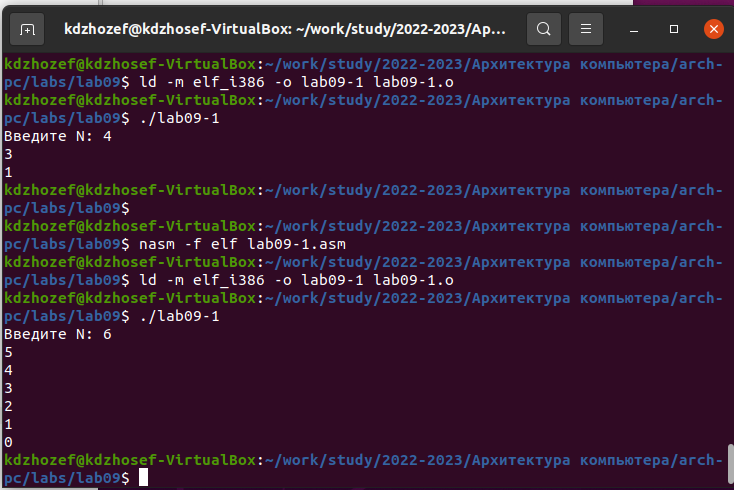 kdzhozef@kdzhosef-VirtualBox: ~/work/study/2022-2023/Ар...
kdzhozef@kdzhosef-VirtualBox:~/work/study/2022-2023/Архитектура компьютера/arch-
pc/labs/lab09$ ld -m elf_i386 -o lab09-1 lab09-1.o
kdzhozef@kdzhosef-VirtualBox:~/work/study/2022-2023/Архитектура компьютера/arch-
pc/labs/lab09$ ./lab09-1
Введите N: 4
3
1
kdzhozef@kdzhosef-VirtualBox:~/work/study/2022-2023/Архитектура компьютера/arch-
pc/labs/lab09$
kdzhozef@kdzhosef-VirtualBox:~/work/study/2022-2023/Архитектура компьютера/arch-
pc/labs/lab09$ nasm -f elf lab09-1.asm
kdzhozef@kdzhosef-VirtualBox:~/work/study/2022-2023/Архитектура компьютера/arch-
pc/labs/lab09$ ld -m elf_i386 -o lab09-1 lab09-1.o
kdzhozef@kdzhosef-VirtualBox:~/work/study/2022-2023/Архитектура компьютера/arch-
pc/labs/lab09$ ./lab09-1
Введите N: 6
5
4
3
2
1
0
kdzhozef@kdzhosef-VirtualBox:~/work/study/2022-2023/Архитектура компьютера/arch-
pc/labs/lab09$